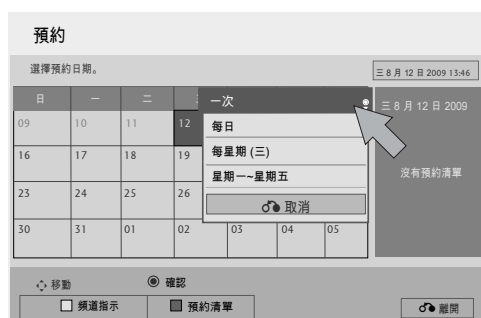 預約
選擇預約日期。
三 8 月 12 日 2009 13:46
日 一 二
一次
三 8 月 12 日 2009
09 10 11 12
每日
16 17 18 19
每星期 (三)
沒有預約清單
星期一~星期五
23 24 25 26
取消
30 31 01 02 03 04 05
移動 確認
頻道指示 預約清單
離開